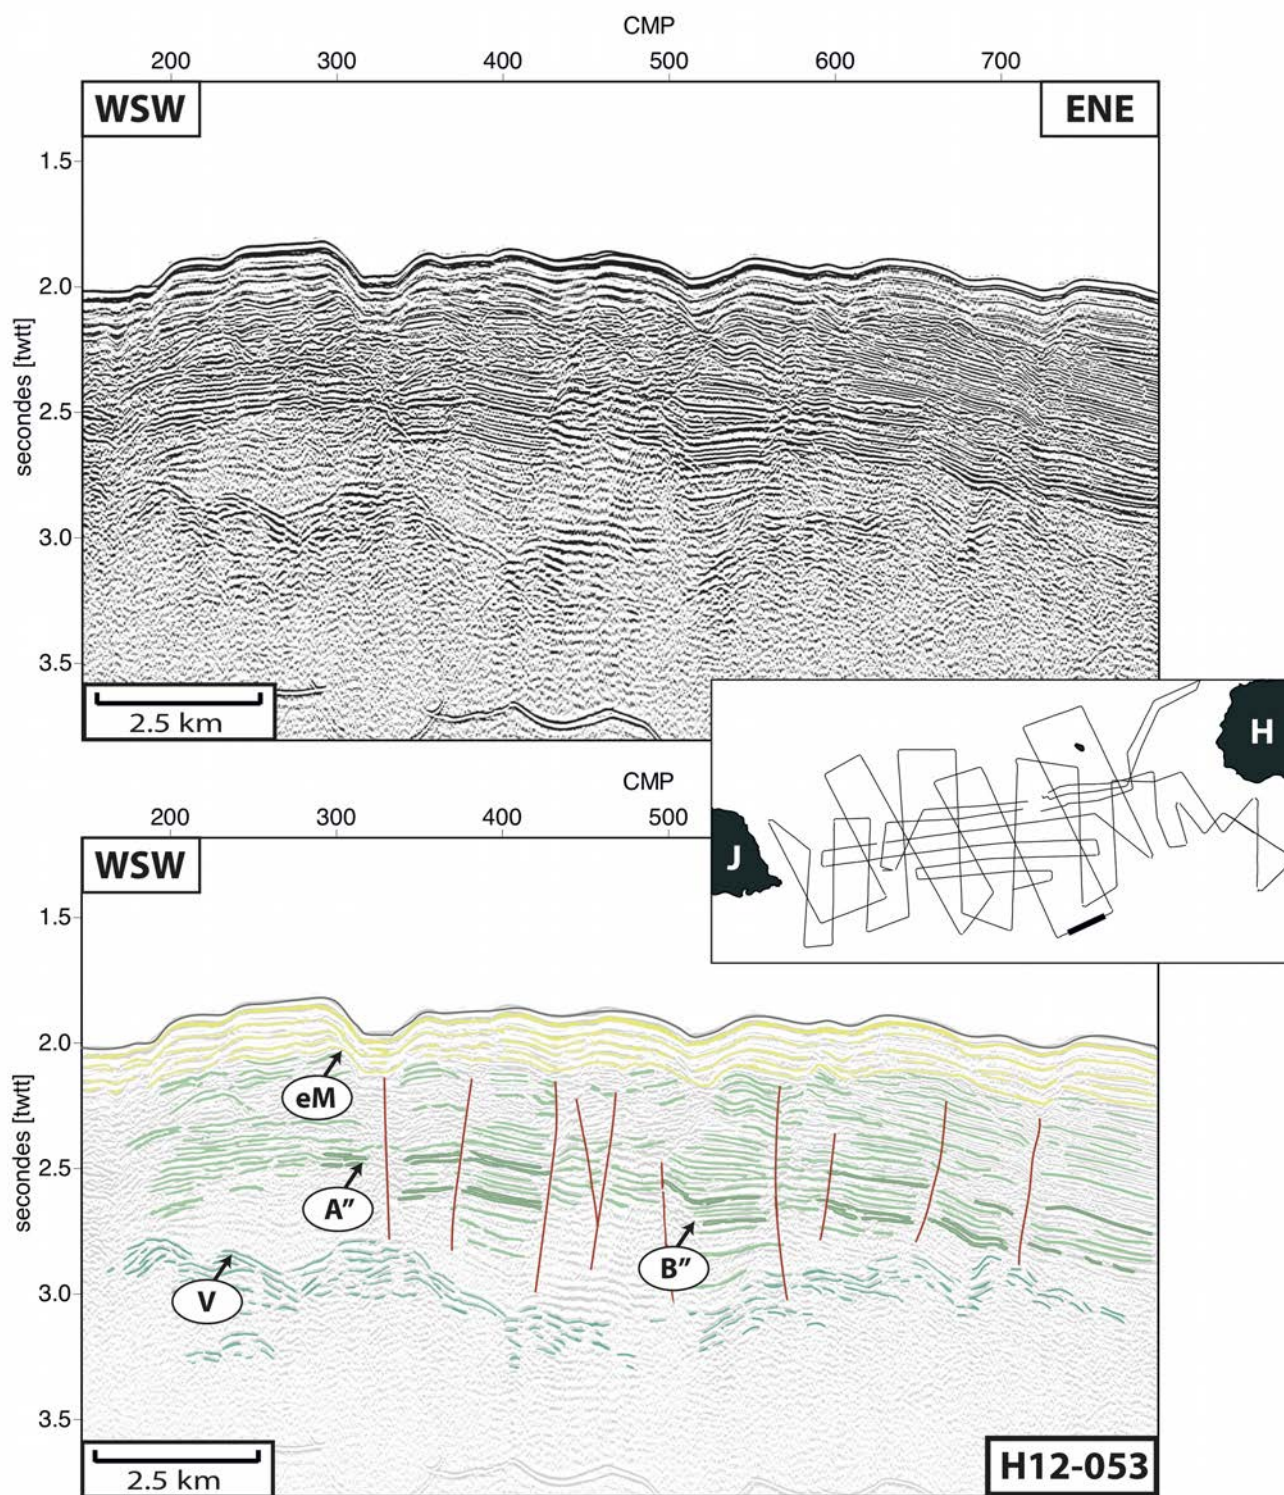 CMP
200 300 400 500 600 700
WSW ENE
1.5
2.0
2.5
3.0
3.5
secondes [twtt]
2.5 km
H
J
CMP
200 300 400 500
WSW
1.5
2.0
2.5
3.0
3.5
secondes [twtt]
eM
A”
B”
V
2.5 km
H12-053